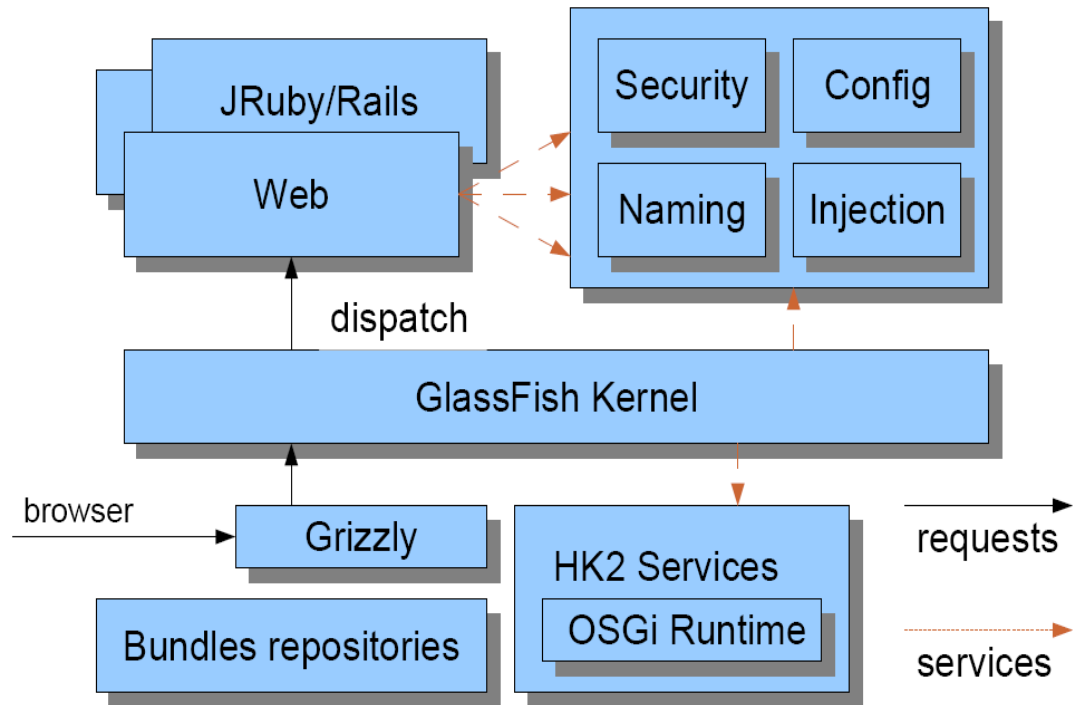 JRuby/Rails
Web
Security
Config
Naming
Injection
dispatch
GlassFish Kernel
browser
Grizzly
HK2 Services
OSGi Runtime
Bundles repositories
requests
services